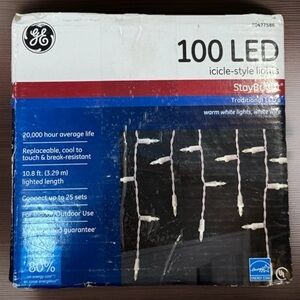 GE
100 LED
icicle-style lights
StayBright
Traditional LED's
warm white lights, white wire
20,000 hour average life
Replaceable, cool to
touch & break-resistant
10.8 ft. (3.29 m)
lighted length
Connect up to 25 sets
Outdoor Use
guarantee
80%